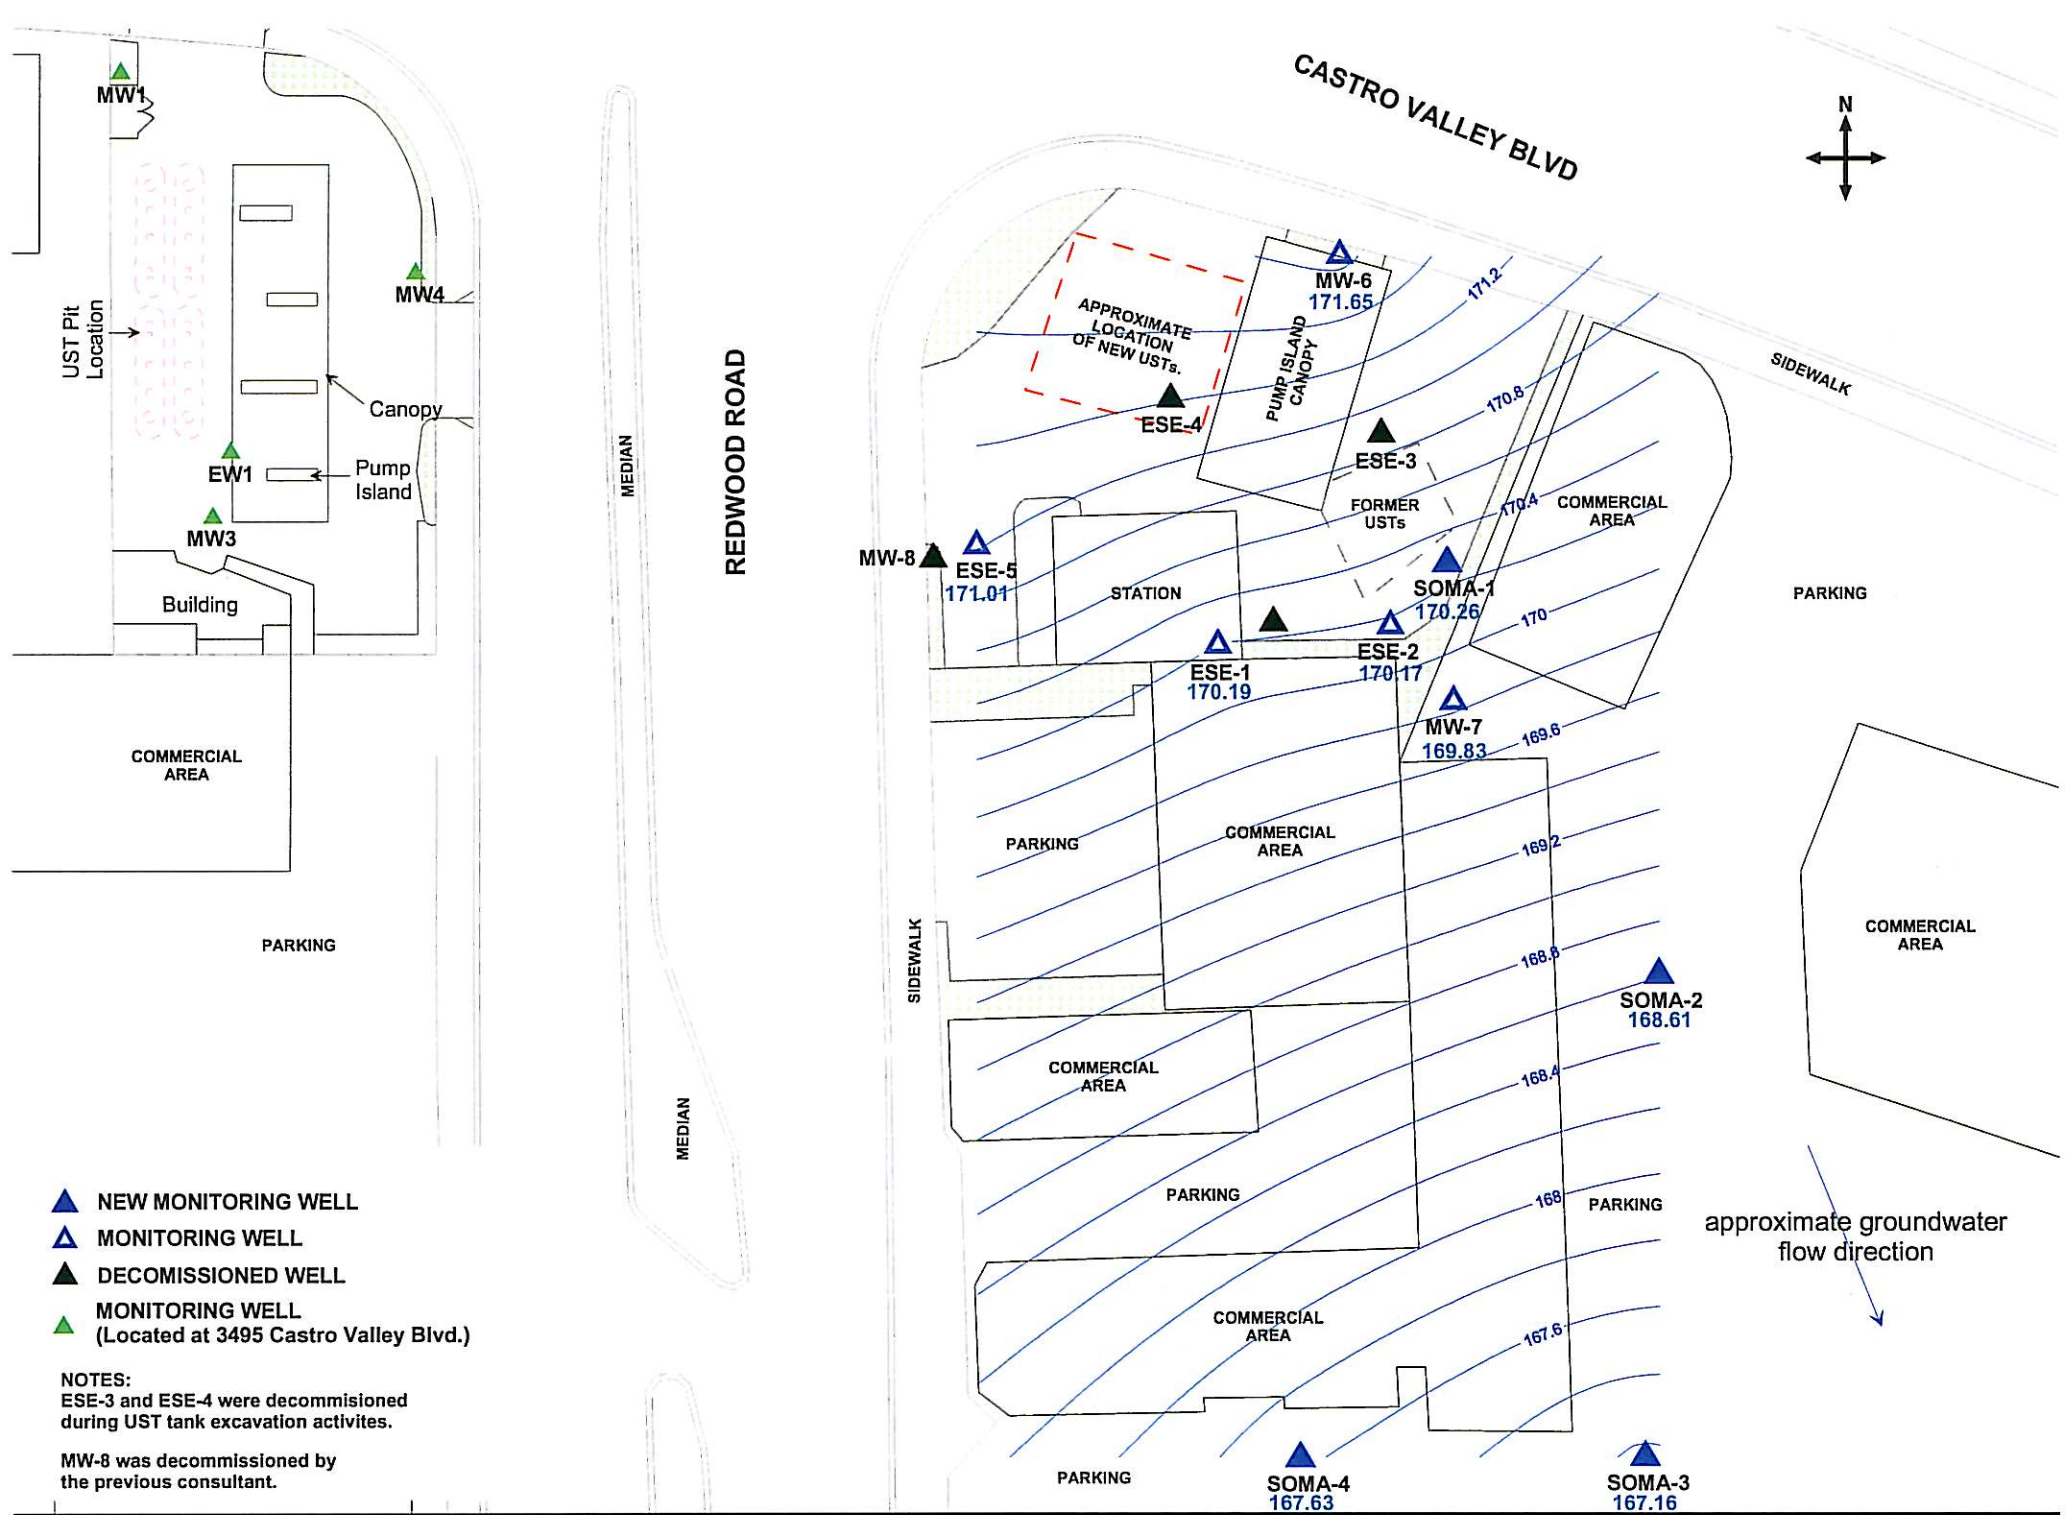 CASTRO VALLEY BLVD
N
MW1
MW4
UST Pit
Location
Canopy
EW1
Pump
Island
MW3
Building
COMMERCIAL
AREA
PARKING
MEDIAN
REDWOOD ROAD
MEDIAN
SIDEWALK
MW-6
171.65
171.2
APPROXIMATE
LOCATION
OF NEW USTs.
PUMP ISLAND
CANOPY
SIDEWALK
170.8
ESE-4
ESE-3
FORMER
USTs
170.4
COMMERCIAL
AREA
MW-8
ESE-5
171.01
STATION
SOMA-1
170.26
170
PARKING
ESE-1
170.19
ESE-2
170.17
MW-7
169.83
169.6
PARKING
COMMERCIAL
AREA
169.2
COMMERCIAL
AREA
168.8
SOMA-2
168.61
COMMERCIAL
AREA
168.4
PARKING
168
PARKING
approximate groundwater
flow direction
COMMERCIAL
AREA
167.6
PARKING
SOMA-4
167.63
SOMA-3
167.16
NEW MONITORING WELL
MONITORING WELL
DECOMISSIONED WELL
MONITORING WELL
(Located at 3495 Castro Valley Blvd.)
NOTES:
ESE-3 and ESE-4 were decommisioned
during UST tank excavation activites.
MW-8 was decommissioned by
the previous consultant.